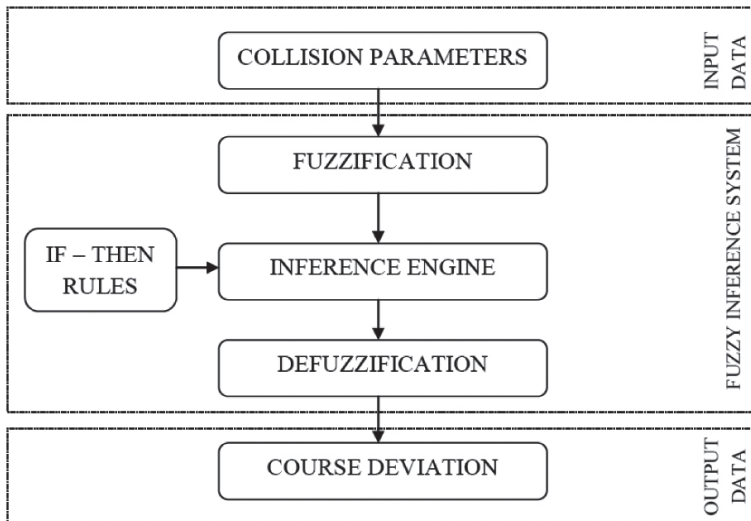 COLLISION PARAMETERS
INPUT
DATA
FUZZIFICATION
IF – THEN
RULES
INFERENCE ENGINE
DEFUZZIFICATION
FUZZY INFERENCE SYSTEM
COURSE DEVIATION
OUTPUT
DATA